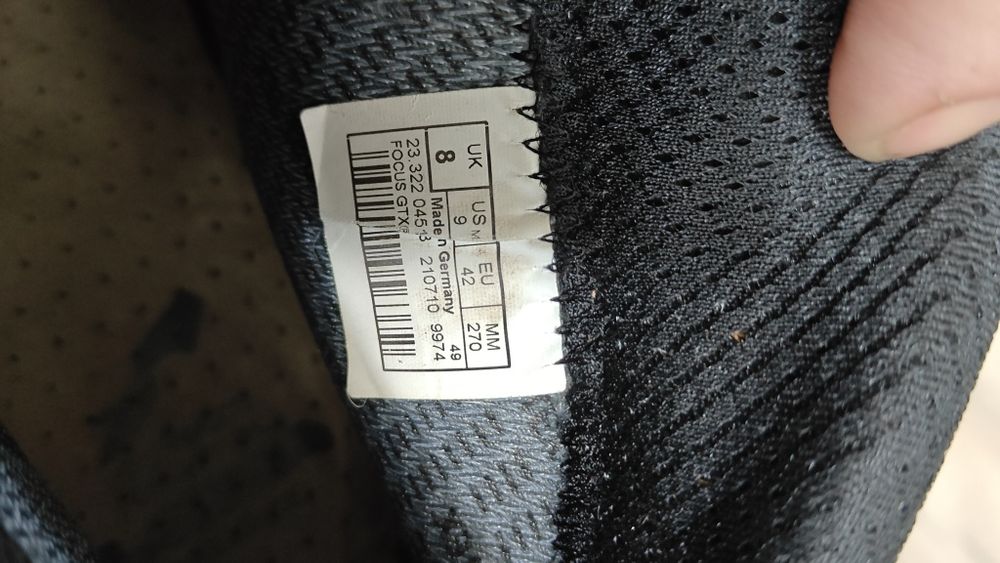 UK US M EU MM
8 9 42 270
Made in Germany 49
23.322 045 3 210710 9974
FOCUS GTX®